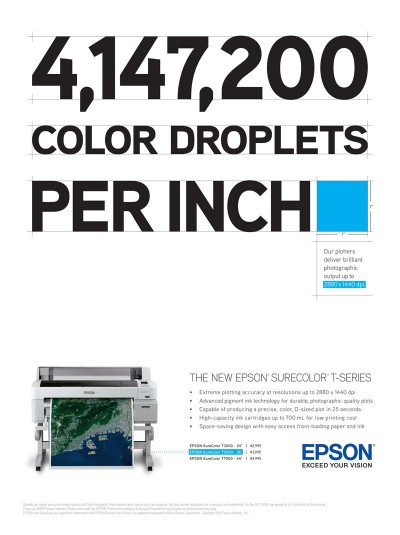 4,147,200
COLOR DROPLETS
PER INCH
1"
1"
Our plotters
deliver brilliant
photographic
output up to
2880 x 1440 dpi.
THE NEW EPSON® SURECOLOR® T-SERIES
• Extreme plotting accuracy at resolutions up to 2880 x 1440 dpi
• Advanced pigment ink technology for durable, photographic-quality plots
• Capable of producing a precise, color, D-sized plot in 25 seconds
• High-capacity ink cartridges up to 700 mL for low printing cost
• Space-saving design with easy access front-loading paper and ink
EPSON
EPSON SureColor T3000 - 24" |
EPSON SureColor T5000 - 36" |
EPSON SureColor T7000 - 44" |
EPSON®
EXCEED YOUR VISION